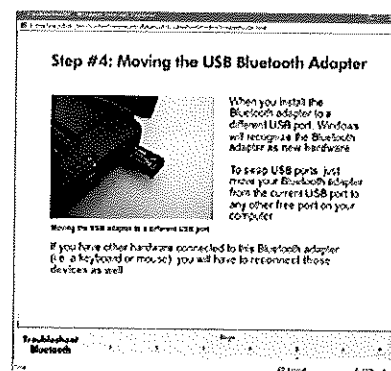 Step #4: Moving the USB Bluetooth Adapter
When you install the
Bluetooth adapter to a
different USB port, Windows
will recognize the Bluetooth
adapter as new hardware
To swap USB ports, just
move your Bluetooth adapter
from the current USB port to
any other free port on your
computer
Moving the USB adapter to a different USB port
If you have other hardware connected to this Bluetooth adapter
(i.e. a keyboard or mouse) you will have to reconnect those
devices as well
Troubleshoot
Bluetooth